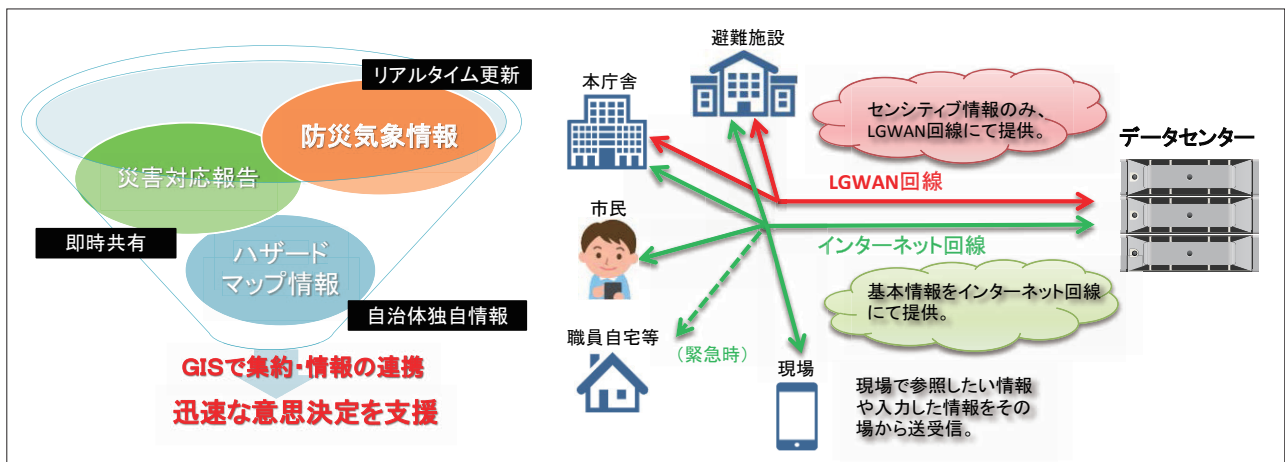 リアルタイム更新
防災気象情報
災害対応報告
即時共有
ハザード
マップ情報
自治体独自情報
GISで集約・情報の連携
迅速な意思決定を支援
避難施設
本庁舎
センシティブ情報のみ、
LGWAN回線にて提供。
データセンター
LGWAN回線
市民
インターネット回線
基本情報をインターネット回線
にて提供。
職員自宅等
（緊急時）
現場
現場で参照したい情報
や入力した情報をその
場から送受信。